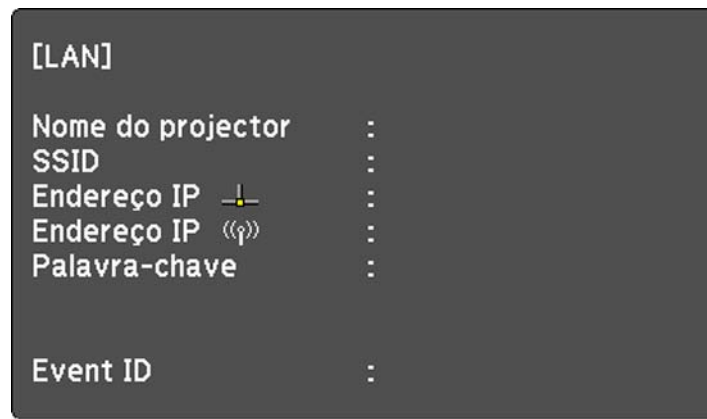 [LAN]
Nome do projector :
SSID :
Endereço IP :
Endereço IP :
Palavra-chave :
Event ID :